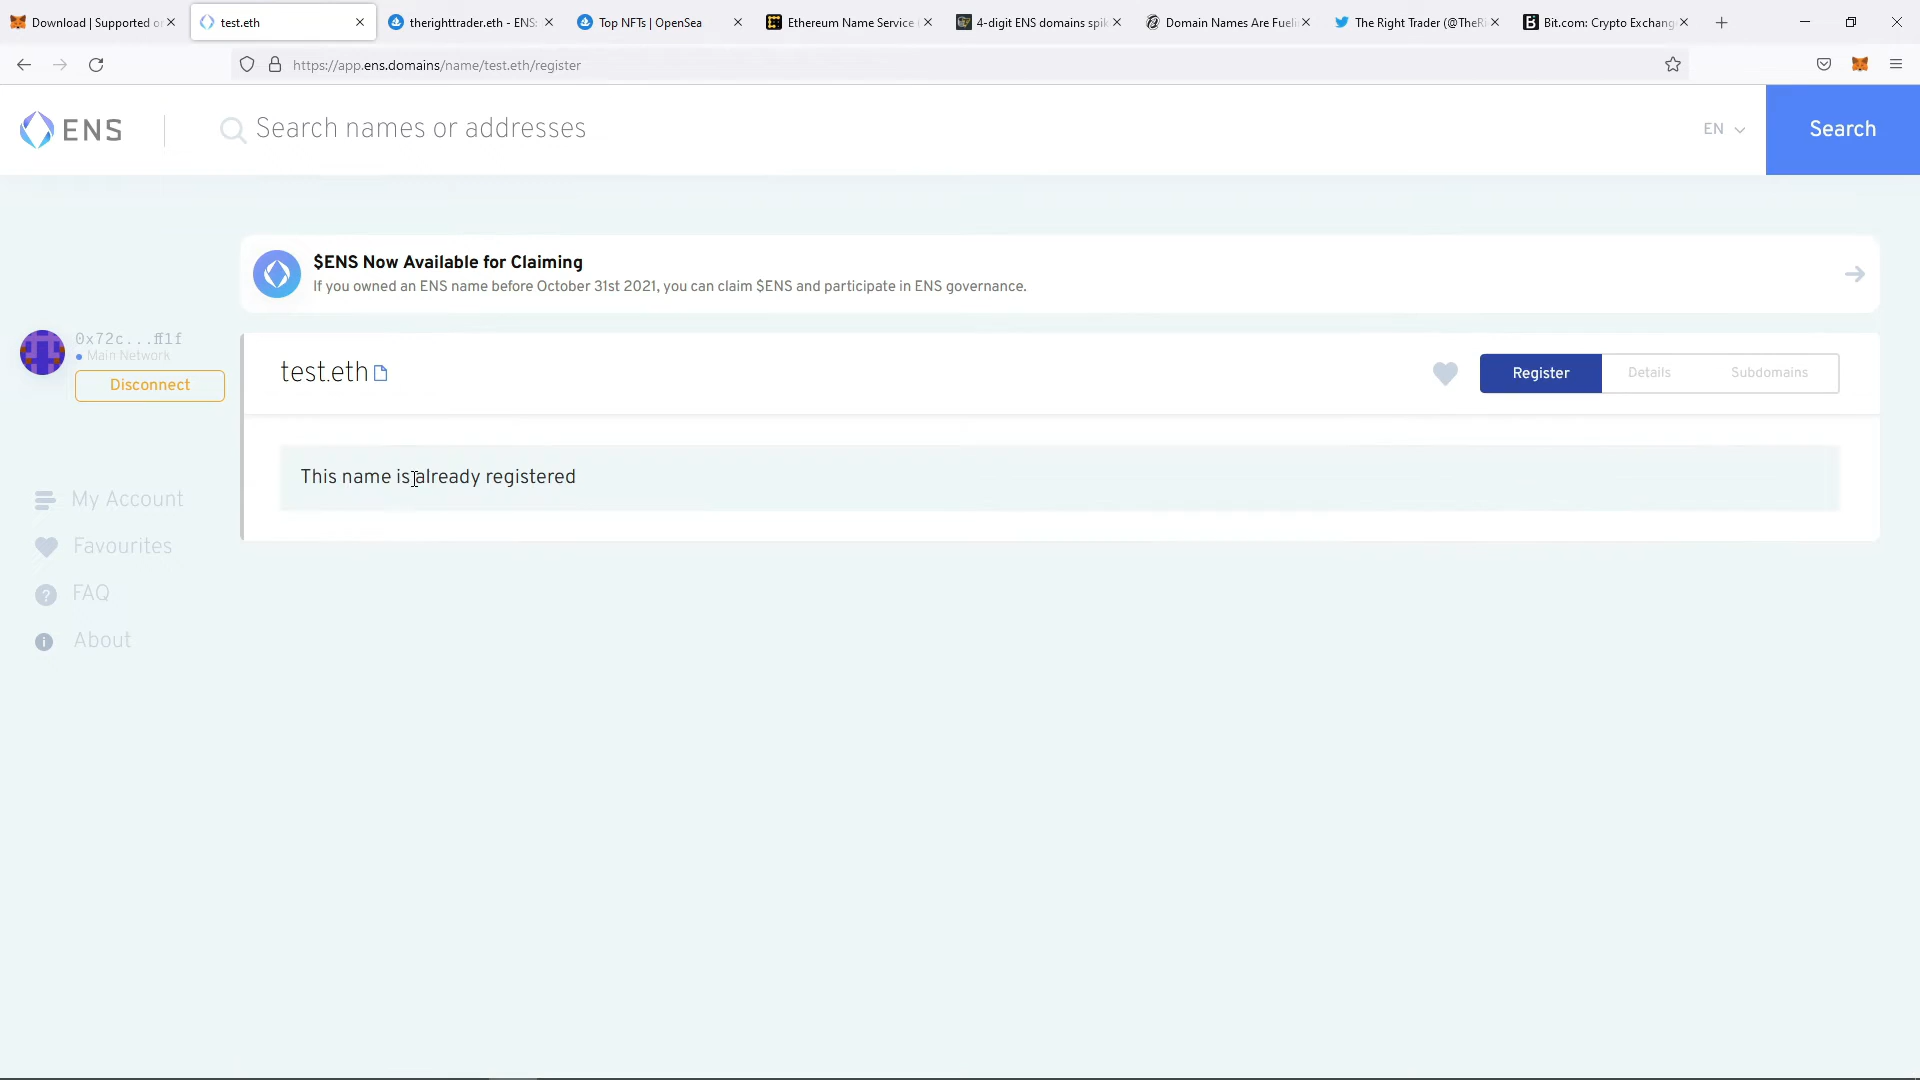 Download | Supported o
test.eth
therighttrader.eth - ENS:
Top NFTs | OpenSea
Ethereum Name Service (
4-digit ENS domains spik
Domain Names Are Fueli
The Right Trader (@TheRi
Bit.com: Crypto Exchang
https://app.ens.domains/name/test.eth/register
ENS
Search names or addresses
EN
Search
$ENS Now Available for Claiming
If you owned an ENS name before October 31st 2021, you can claim $ENS and participate in ENS governance.
0x72c...ff1f
Main Network
Disconnect
test.eth
Register
Details
Subdomains
This name is already registered
My Account
Favourites
FAQ
About